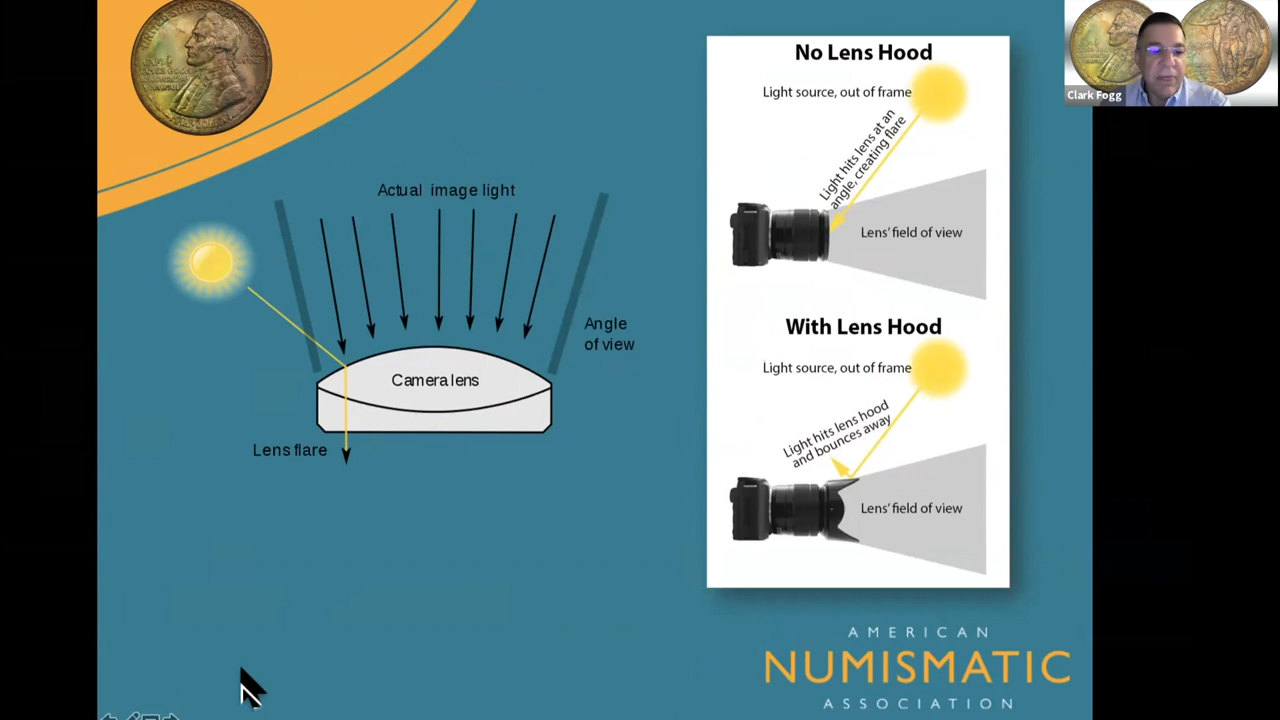 Actual image light
Angle
of view
Camera lens
Lens flare
No Lens Hood
Light source, out of frame
Light hits lens at an
angle, creating flare
Lens' field of view
With Lens Hood
Light source, out of frame
Light hits lens hood
and bounces away
Lens' field of view
AMERICAN
NUMISMATIC
ASSOCIATION
Clark Fogg